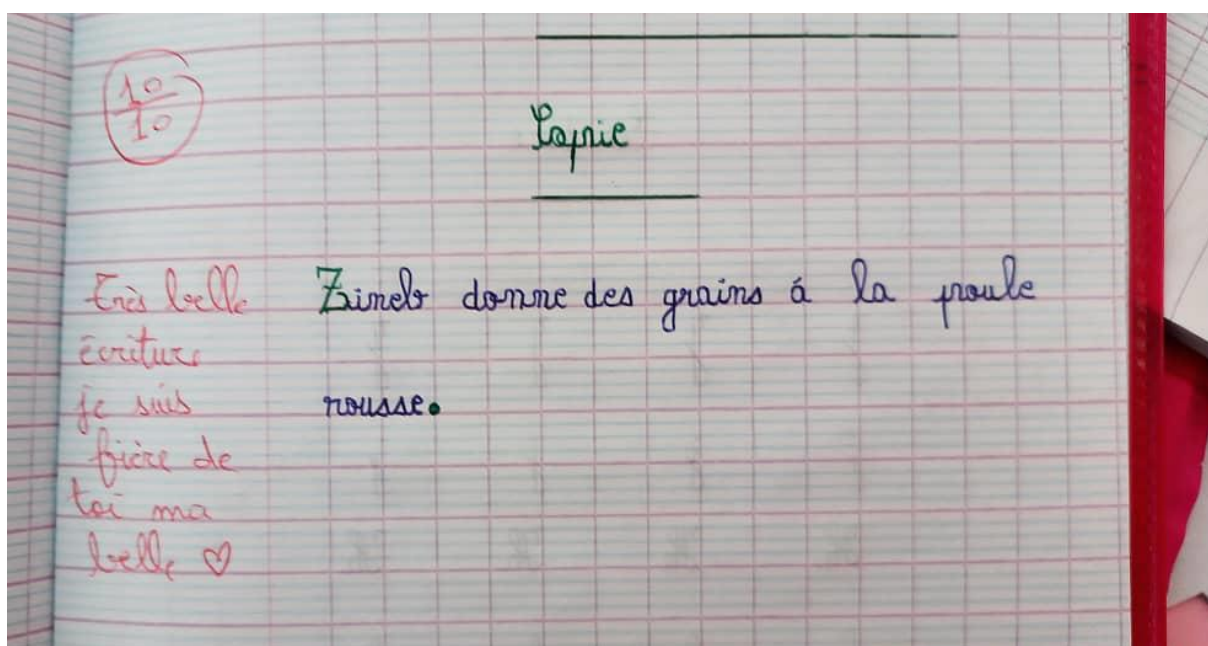 10
10
Copie
Très belle
écriture
je suis
fière de
toi ma
belle ♡
Zineb donne des grains á la poule
rousse.